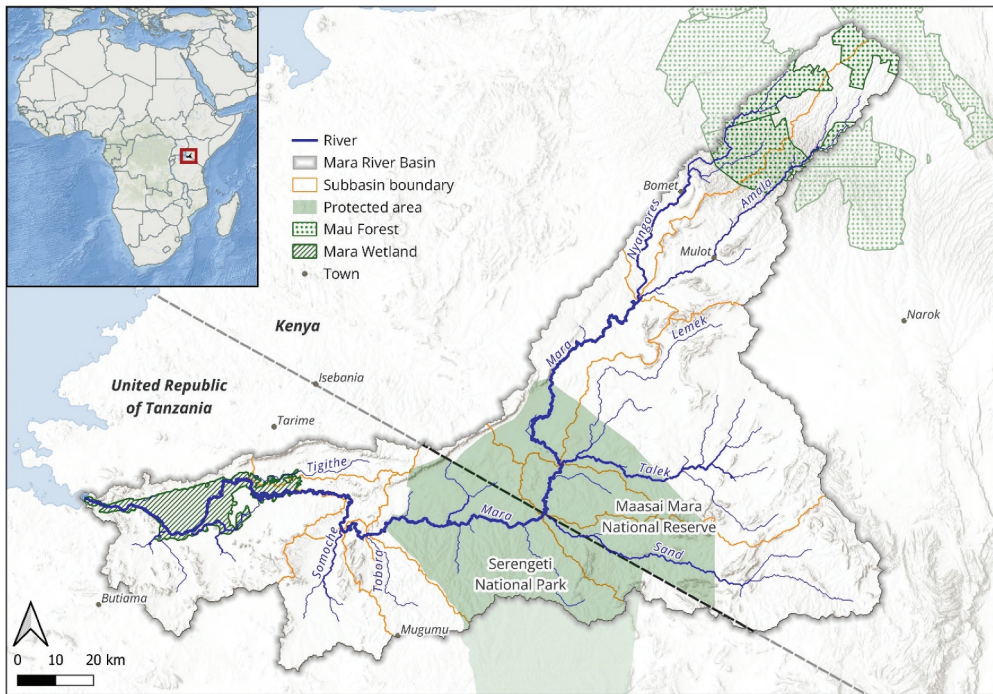 River
Mara River Basin
Subbasin boundary
Protected area
Mau Forest
Mara Wetland
Town
Bomet
Nyangores
Amala
Mulot
Narok
Lemek
Kenya
Mara
Isebania
United Republic
of Tanzania
Tarime
Tigithe
Talek
Maasai Mara
National Reserve
Mara
Sand
Somoche
Tobora
Serengeti
National Park
Butiama
Mugumu
0 10 20 km